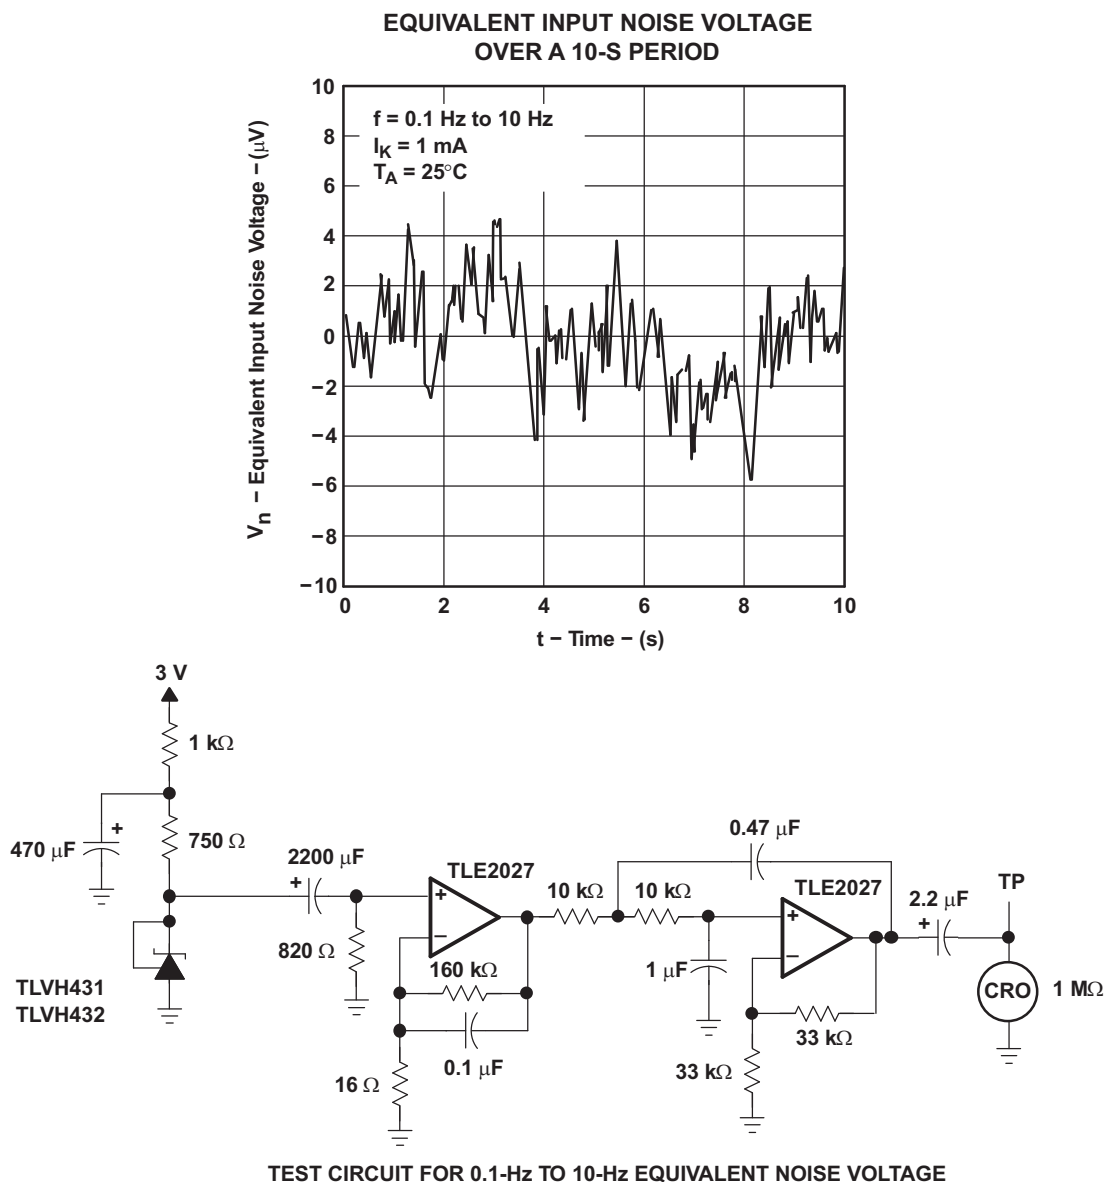 EQUIVALENT INPUT NOISE VOLTAGE
OVER A 10-S PERIOD
f = 0.1 Hz to 10 Hz
I_K = 1 mA
T_A = 25°C
V_n − Equivalent Input Noise Voltage − (μV)
10
8
6
4
2
0
−2
−4
−6
−8
−10
0
2
4
6
8
10
t − Time − (s)
3 V
1 kΩ
470 μF
+
750 Ω
TLVH431
TLVH432
2200 μF
+
820 Ω
TLE2027
+
−
160 kΩ
0.1 μF
16 Ω
10 kΩ
10 kΩ
0.47 μF
1 μF
TLE2027
+
−
33 kΩ
33 kΩ
2.2 μF
+
TP
CRO
1 MΩ
TEST CIRCUIT FOR 0.1-Hz TO 10-Hz EQUIVALENT NOISE VOLTAGE